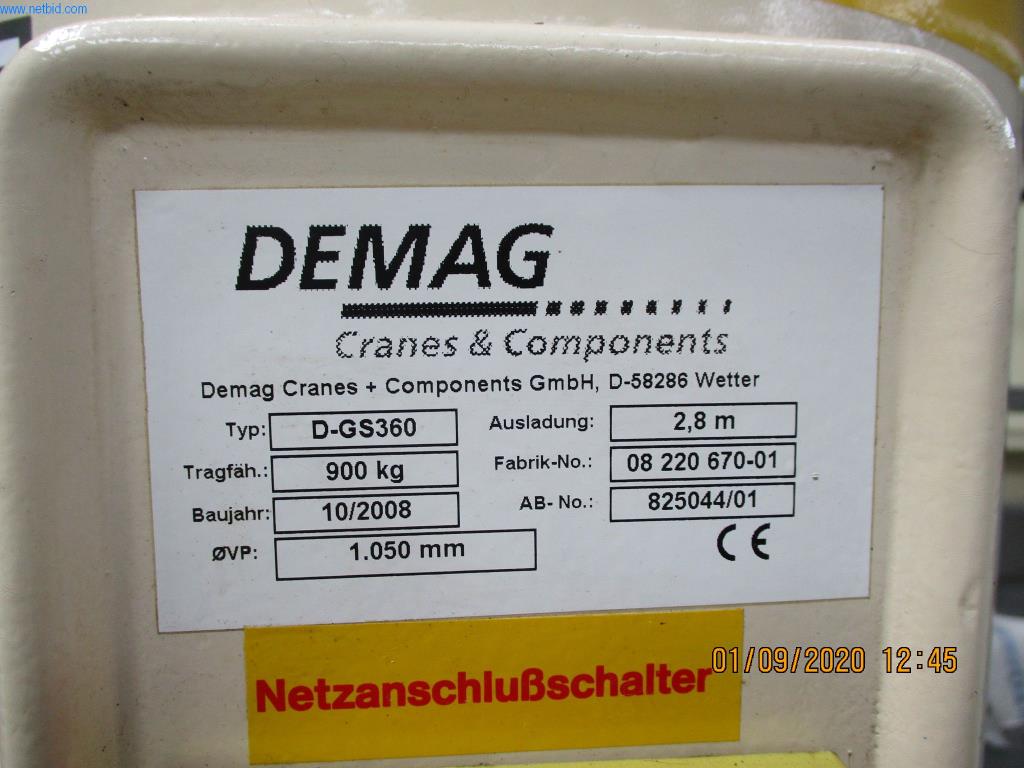 www.netbid.com
DEMAG
Cranes & Components
Demag Cranes + Components GmbH, D-58286 Wetter
Typ: D-GS360 Ausladung: 2,8 m
Tragfäh.: 900 kg Fabrik-No.: 08 220 670-01
Baujahr: 10/2008 AB- No.: 825044/01
ØVP: 1.050 mm CE
Netzanschlußschalter
01/09/2020 12:45